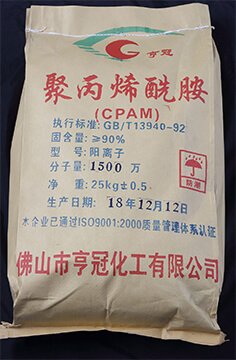 亨冠
聚丙烯酰胺
(CPAM)
执行标准:GB/T13940-92
固含量:≥90%
型号:阳离子
分子量:1500 万
净 重:25kg±0.5
防潮
生产日期:18年12月12日
本企业已通过ISO9001:2000质量管理体系认证
佛山市亨冠化工有限公司